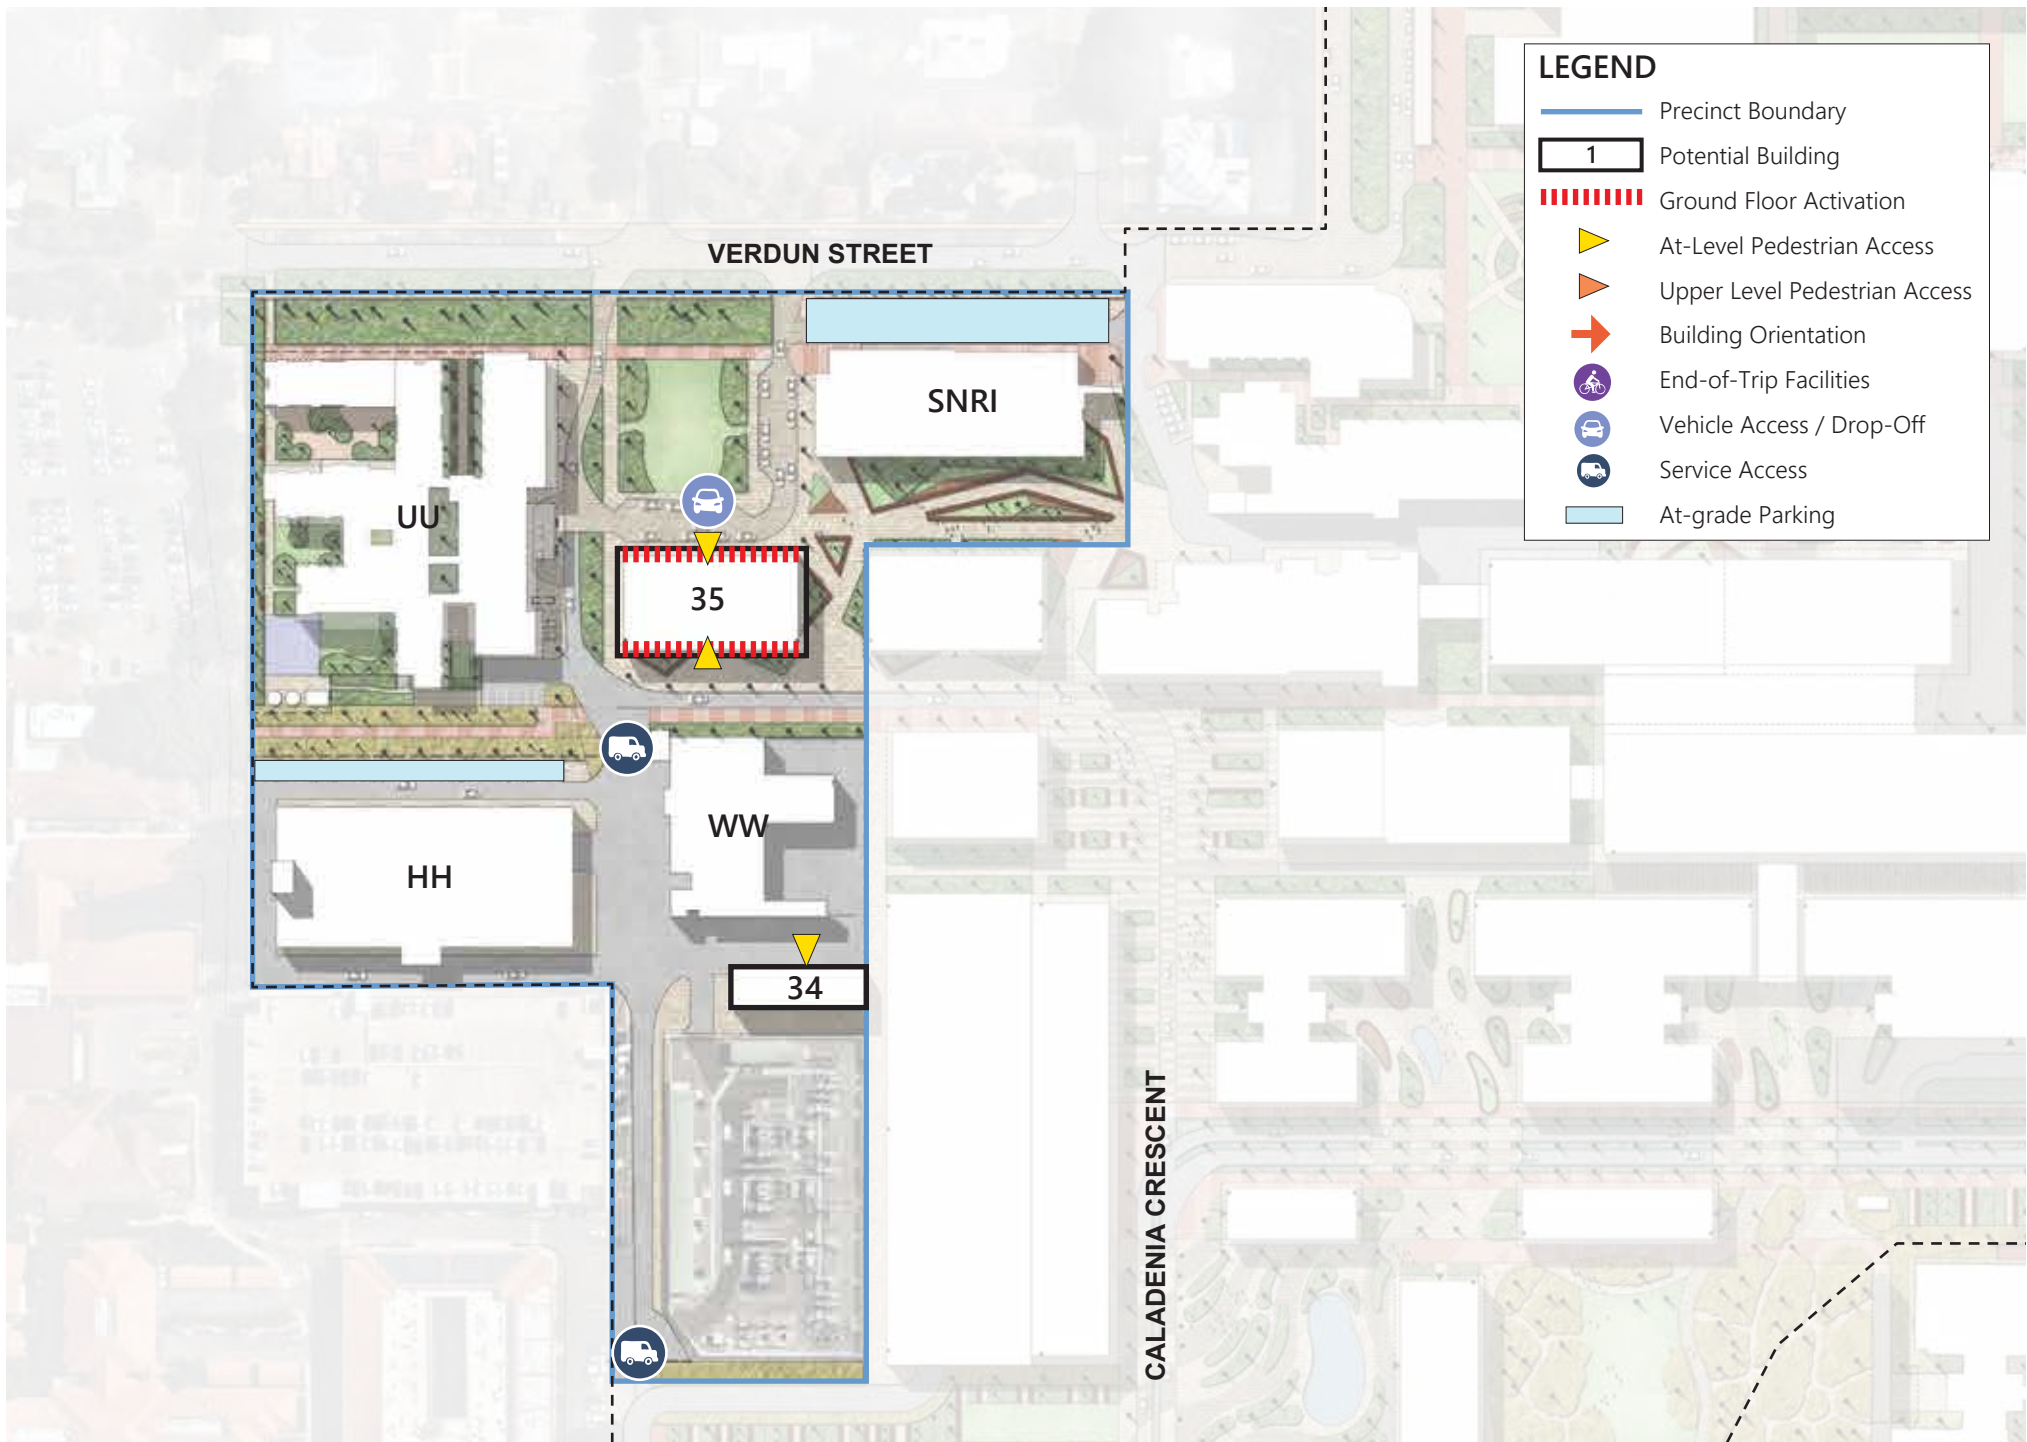 LEGEND
Precinct Boundary
1 Potential Building
Ground Floor Activation
At-Level Pedestrian Access
Upper Level Pedestrian Access
Building Orientation
End-of-Trip Facilities
Vehicle Access / Drop-Off
Service Access
At-grade Parking
VERDUN STREET
SNRI
UU
35
WW
HH
34
CALADENIA CRESCENT